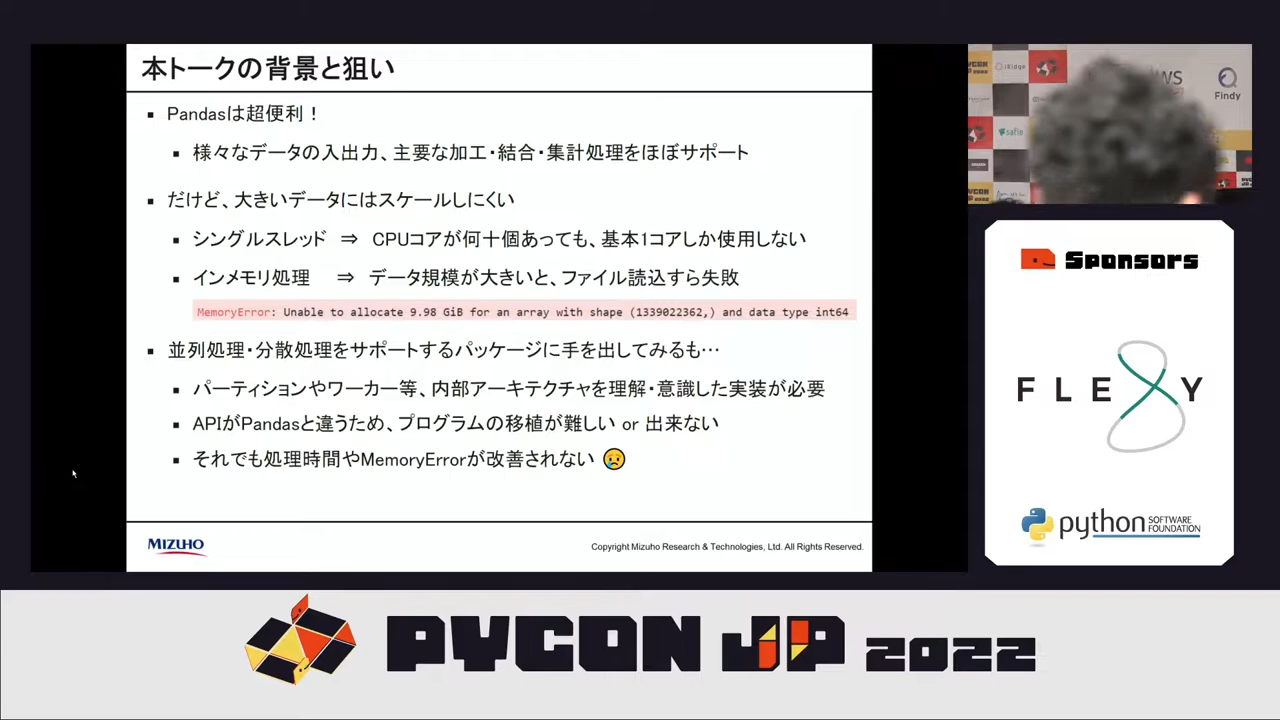 本トークの背景と狙い
▪ Pandasは超便利！
▪ 様々なデータの入出力、主要な加工・結合・集計処理をほぼサポート
▪ だけど、大きいデータにはスケールしにくい
▪ シングルスレッド ⇒ CPUコアが何十個あっても、基本1コアしか使用しない
▪ インメモリ処理 ⇒ データ規模が大きいと、ファイル読込すら失敗
MemoryError: Unable to allocate 9.98 GiB for an array with shape (1339022362,) and data type int64
▪ 並列処理・分散処理をサポートするパッケージに手を出してみるも…
▪ パーティションやワーカー等、内部アーキテクチャを理解・意識した実装が必要
▪ APIがPandasと違うため、プログラムの移植が難しい or 出来ない
▪ それでも処理時間やMemoryErrorが改善されない 😥
MIZUHO
Copyright Mizuho Research & Technologies, Ltd. All Rights Reserved.
iRidge
WS
Findy
safie
Sponsors
FLEXY
python SOFTWARE FOUNDATION
PYCON JP 2022